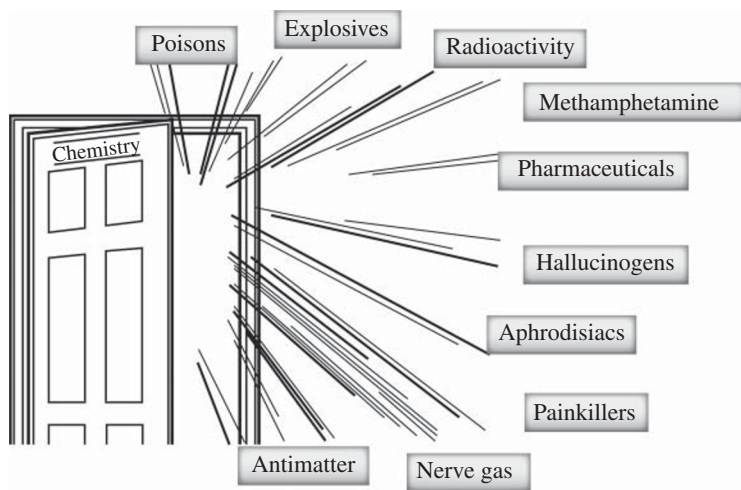 Poisons
Explosives
Radioactivity
Methamphetamine
Chemistry
Pharmaceuticals
Hallucinogens
Aphrodisiacs
Painkillers
Antimatter
Nerve gas